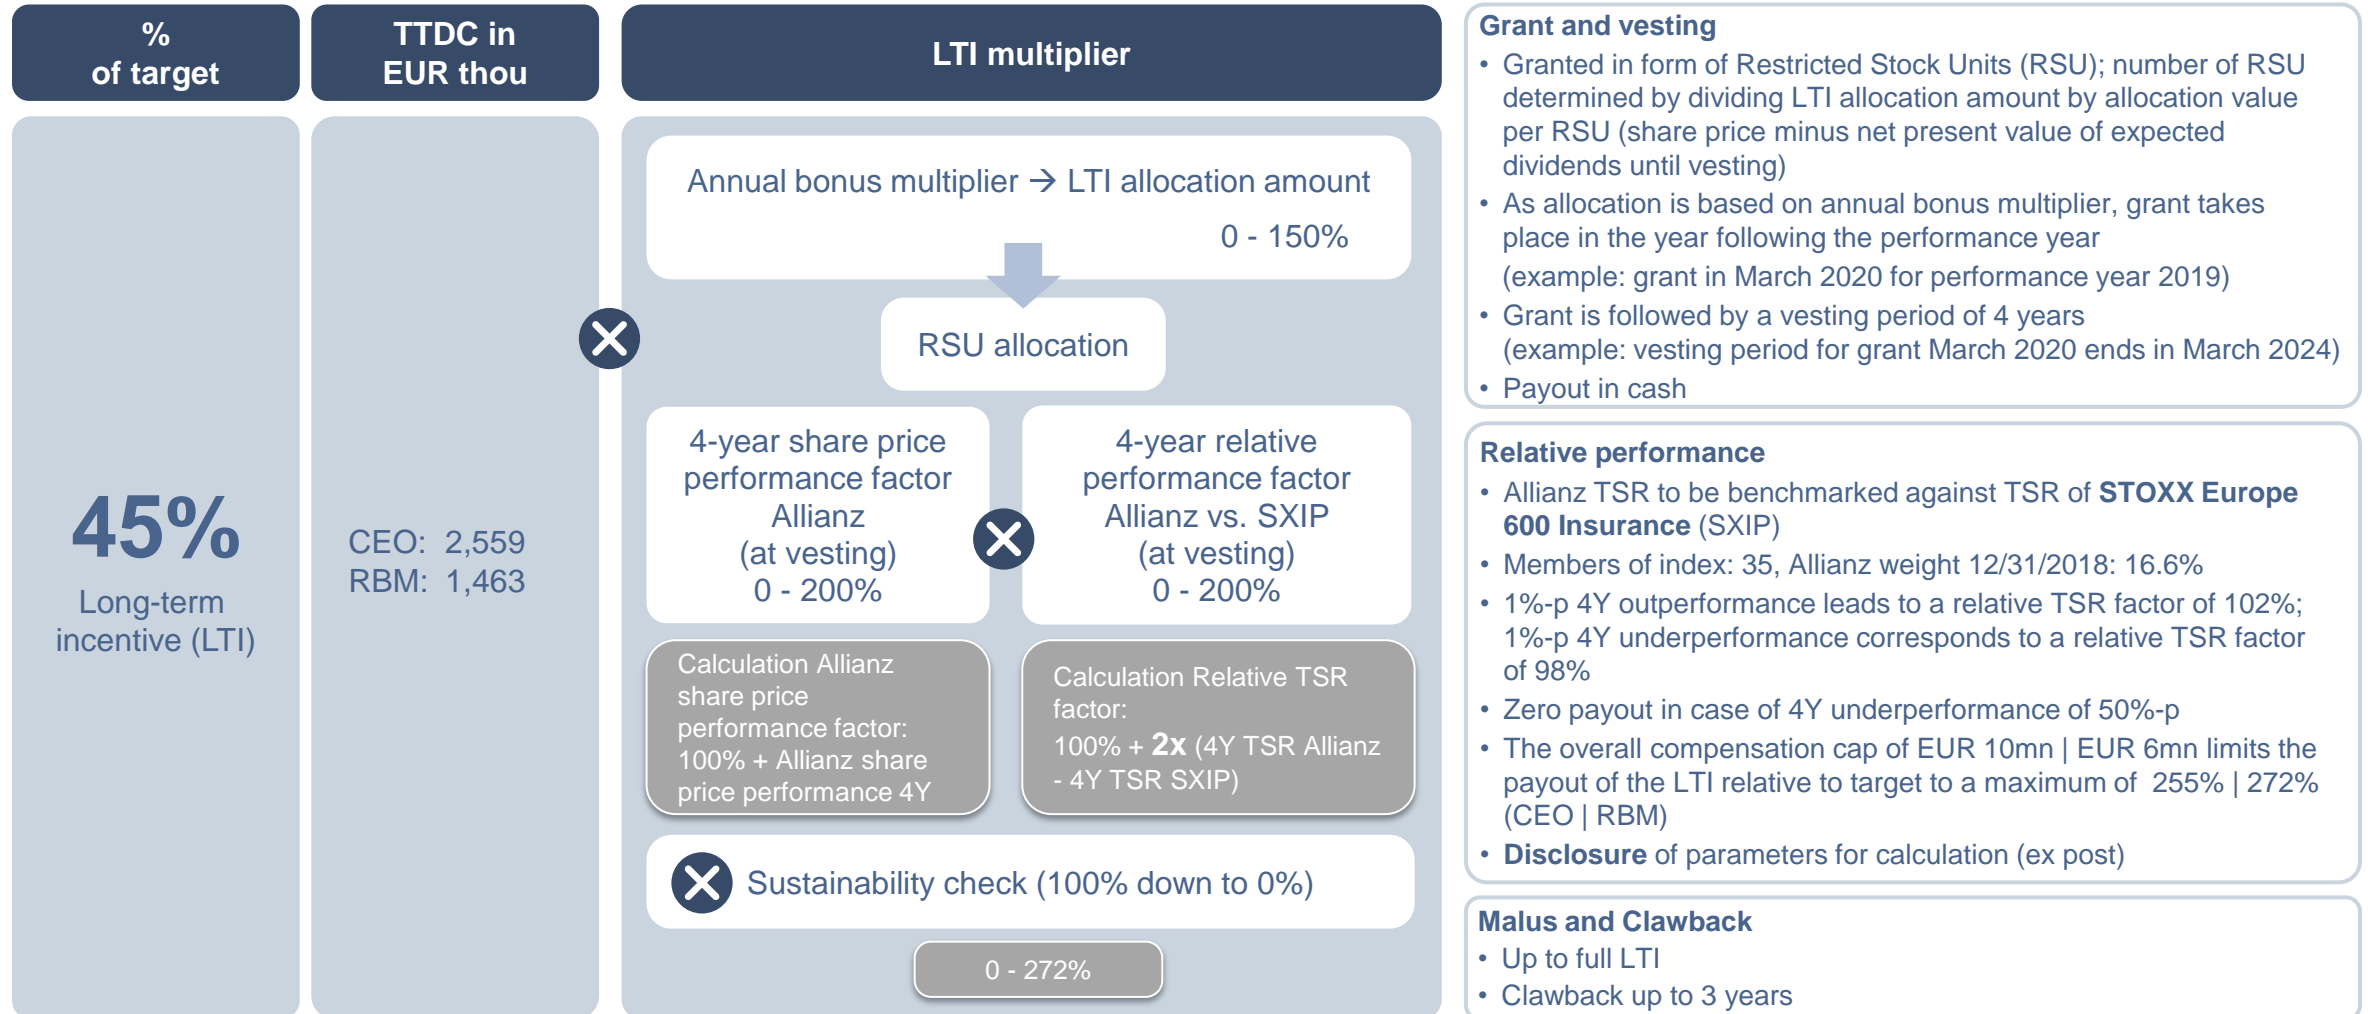 %
of target
TTDC in
EUR thou
LTI multiplier
45%
Long-term
incentive (LTI)
CEO: 2,559
RBM: 1,463
Annual bonus multiplier → LTI allocation amount
0 - 150%
RSU allocation
4-year share price
performance factor
Allianz
(at vesting)
0 - 200%
4-year relative
performance factor
Allianz vs. SXIP
(at vesting)
0 - 200%
Calculation Allianz
share price
performance factor:
100% + Allianz share
price performance 4Y
Calculation Relative TSR
factor:
100% + 2x (4Y TSR Allianz
- 4Y TSR SXIP)
Sustainability check (100% down to 0%)
0 - 272%
Grant and vesting
• Granted in form of Restricted Stock Units (RSU); number of RSU
determined by dividing LTI allocation amount by allocation value
per RSU (share price minus net present value of expected
dividends until vesting)
• As allocation is based on annual bonus multiplier, grant takes
place in the year following the performance year
(example: grant in March 2020 for performance year 2019)
• Grant is followed by a vesting period of 4 years
(example: vesting period for grant March 2020 ends in March 2024)
• Payout in cash
Relative performance
• Allianz TSR to be benchmarked against TSR of STOXX Europe
600 Insurance (SXIP)
• Members of index: 35, Allianz weight 12/31/2018: 16.6%
• 1%-p 4Y outperformance leads to a relative TSR factor of 102%;
1%-p 4Y underperformance corresponds to a relative TSR factor
of 98%
• Zero payout in case of 4Y underperformance of 50%-p
• The overall compensation cap of EUR 10mn | EUR 6mn limits the
payout of the LTI relative to target to a maximum of 255% | 272%
(CEO | RBM)
• Disclosure of parameters for calculation (ex post)
Malus and Clawback
• Up to full LTI
• Clawback up to 3 years